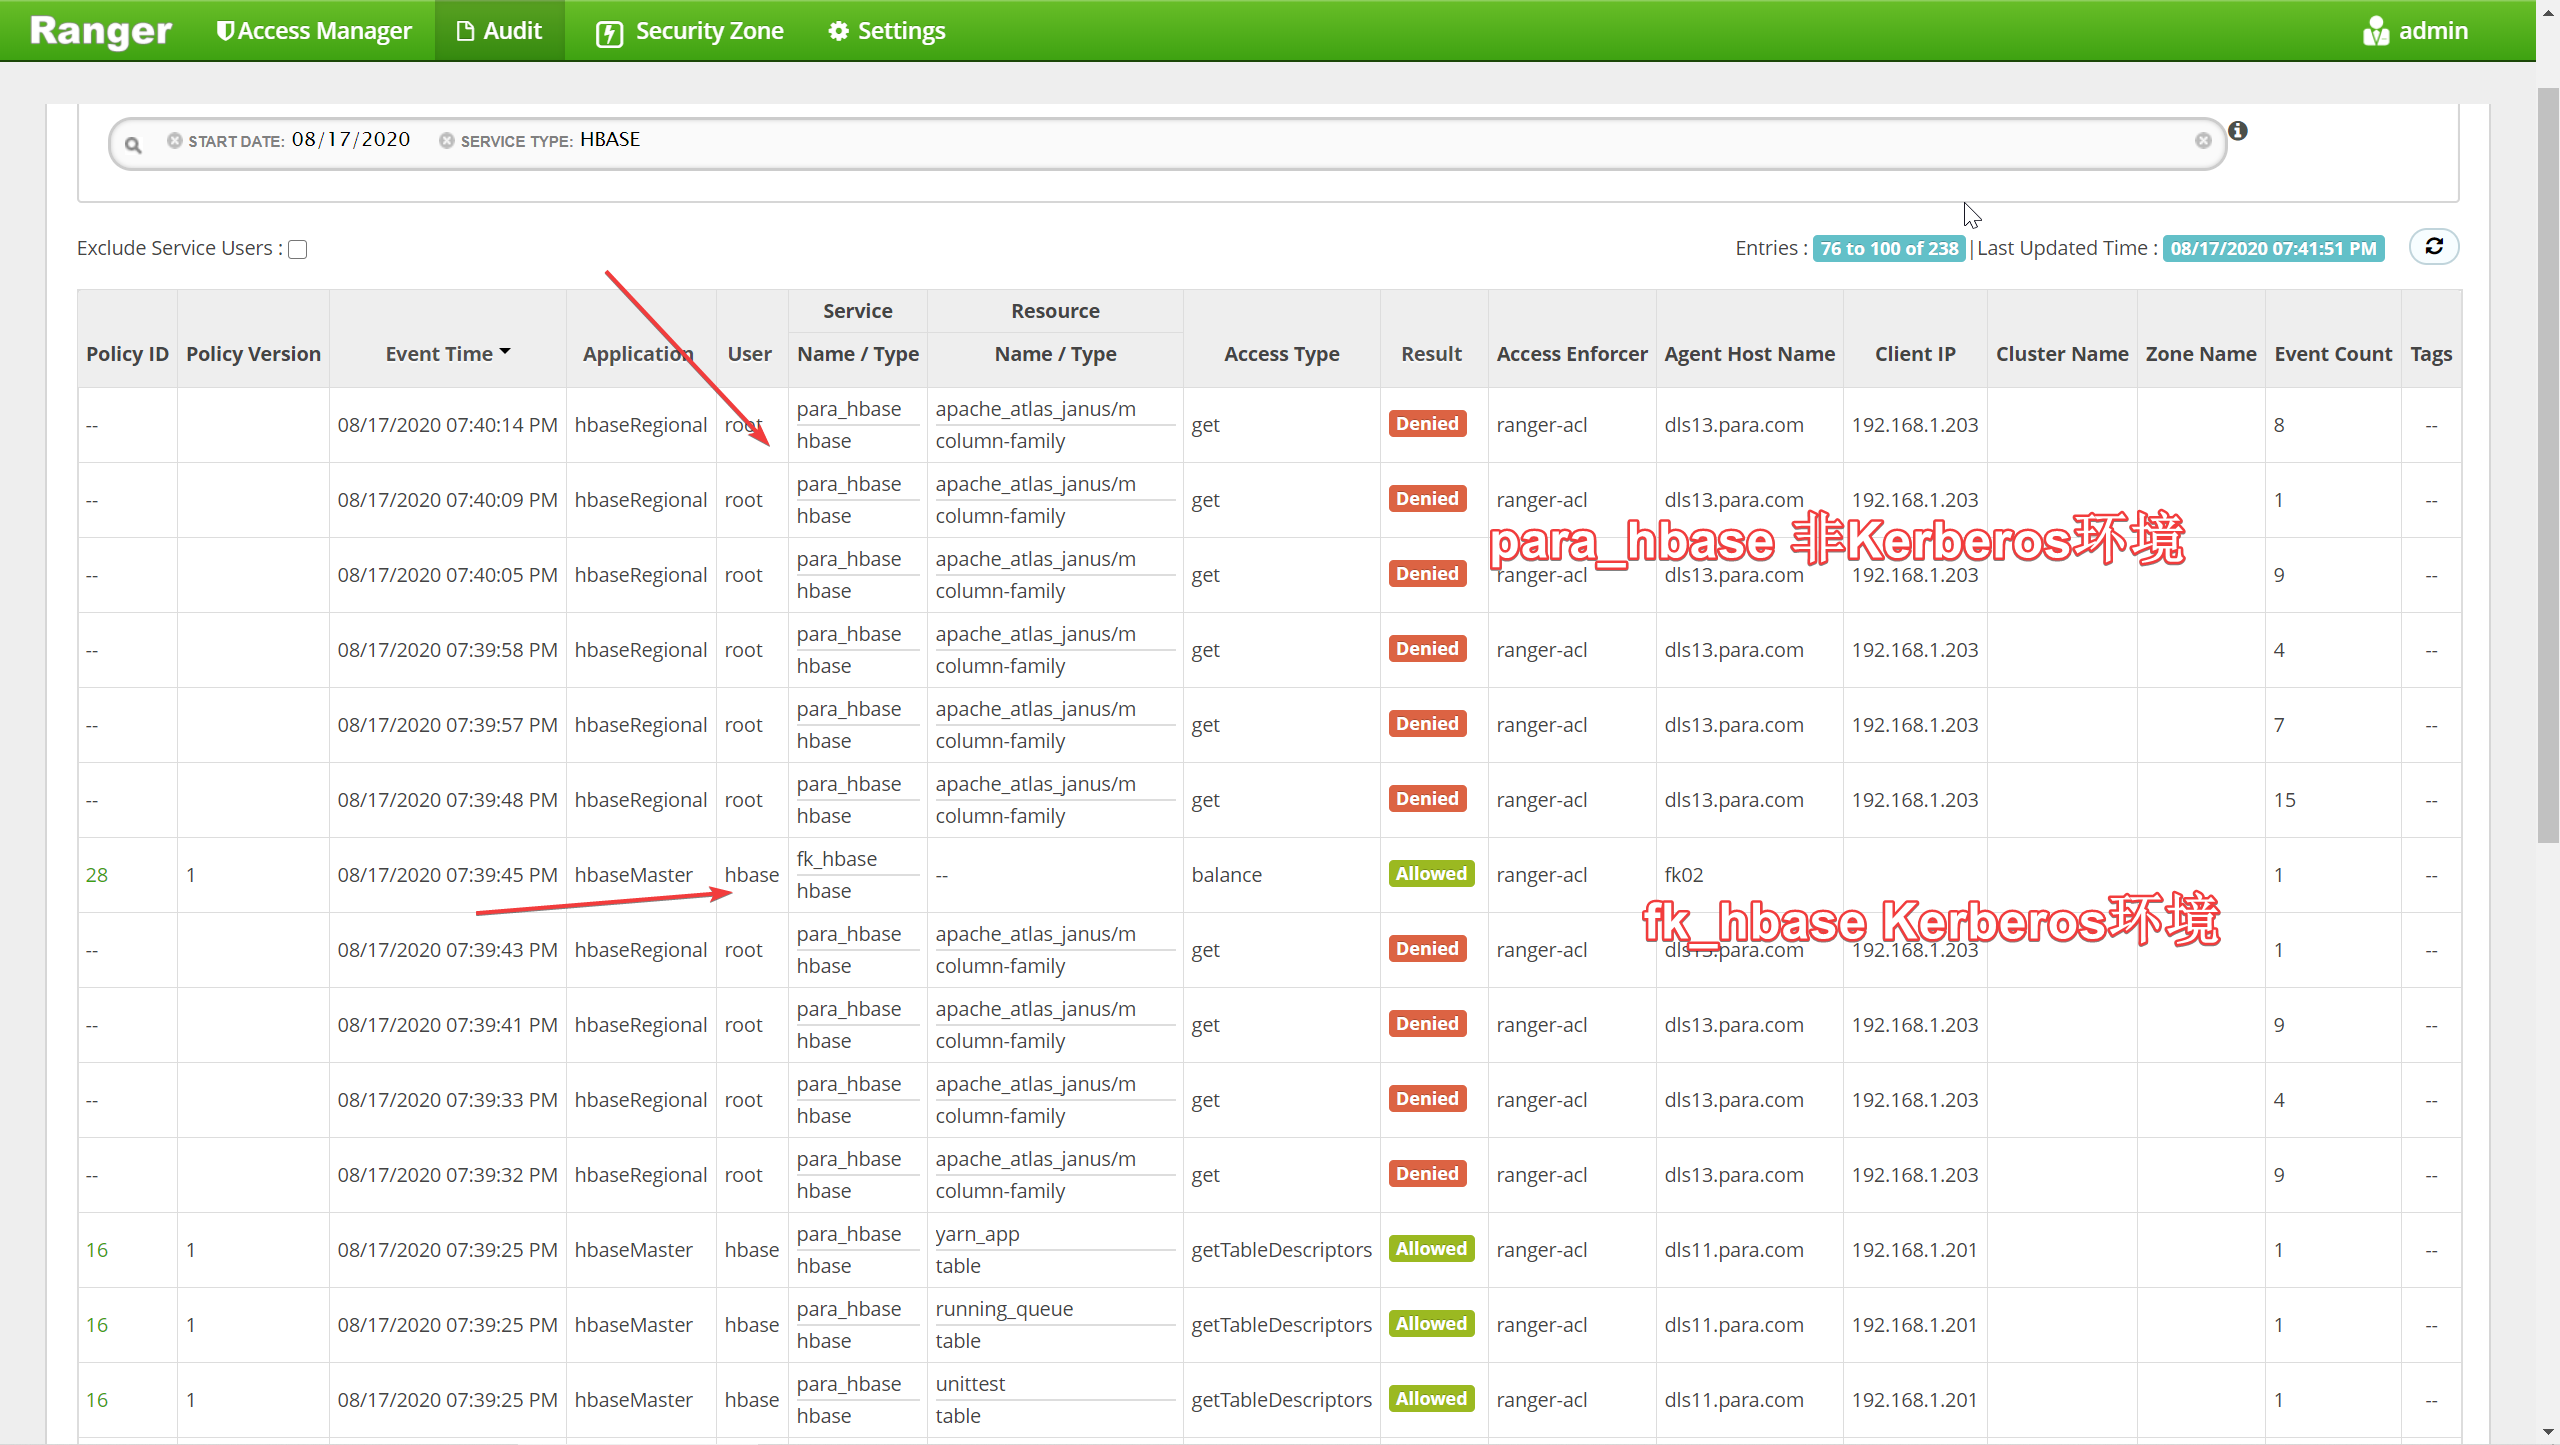 Ranger Access Manager Audit Security Zone Settings admin
START DATE: 08/17/2020 SERVICE TYPE: HBASE
Exclude Service Users :
Entries : 76 to 100 of 238 |Last Updated Time : 08/17/2020 07:41:51 PM
Service Resource
Policy ID Policy Version Event Time Application User Name / Type Name / Type Access Type Result Access Enforcer Agent Host Name Client IP Cluster Name Zone Name Event Count Tags
para_hbase apache_atlas_janus/m
-- 08/17/2020 07:40:14 PM hbaseRegional root get Denied ranger-acl dls13.para.com 192.168.1.203 8 --
hbase column-family
para_hbase apache_atlas_janus/m
-- 08/17/2020 07:40:09 PM hbaseRegional root get Denied ranger-acl dls13.para.com 192.168.1.203 1 --
hbase column-family
para_hbase 非Kerberos环境
para_hbase apache_atlas_janus/m
-- 08/17/2020 07:40:05 PM hbaseRegional root get Denied ranger-acl dls13.para.com 192.168.1.203 9 --
hbase column-family
para_hbase apache_atlas_janus/m
-- 08/17/2020 07:39:58 PM hbaseRegional root get Denied ranger-acl dls13.para.com 192.168.1.203 4 --
hbase column-family
para_hbase apache_atlas_janus/m
-- 08/17/2020 07:39:57 PM hbaseRegional root get Denied ranger-acl dls13.para.com 192.168.1.203 7 --
hbase column-family
para_hbase apache_atlas_janus/m
-- 08/17/2020 07:39:48 PM hbaseRegional root get Denied ranger-acl dls13.para.com 192.168.1.203 15 --
hbase column-family
fk_hbase
28 1 08/17/2020 07:39:45 PM hbaseMaster hbase -- balance Allowed ranger-acl fk02 1 --
hbase
fk_hbase Kerberos环境
para_hbase apache_atlas_janus/m
-- 08/17/2020 07:39:43 PM hbaseRegional root get Denied ranger-acl dls13.para.com 192.168.1.203 1 --
hbase column-family
para_hbase apache_atlas_janus/m
-- 08/17/2020 07:39:41 PM hbaseRegional root get Denied ranger-acl dls13.para.com 192.168.1.203 9 --
hbase column-family
para_hbase apache_atlas_janus/m
-- 08/17/2020 07:39:33 PM hbaseRegional root get Denied ranger-acl dls13.para.com 192.168.1.203 4 --
hbase column-family
para_hbase apache_atlas_janus/m
-- 08/17/2020 07:39:32 PM hbaseRegional root get Denied ranger-acl dls13.para.com 192.168.1.203 9 --
hbase column-family
para_hbase yarn_app
16 1 08/17/2020 07:39:25 PM hbaseMaster hbase getTableDescriptors Allowed ranger-acl dls11.para.com 192.168.1.201 1 --
hbase table
para_hbase running_queue
16 1 08/17/2020 07:39:25 PM hbaseMaster hbase getTableDescriptors Allowed ranger-acl dls11.para.com 192.168.1.201 1 --
hbase table
para_hbase unittest
16 1 08/17/2020 07:39:25 PM hbaseMaster hbase getTableDescriptors Allowed ranger-acl dls11.para.com 192.168.1.201 1 --
hbase table